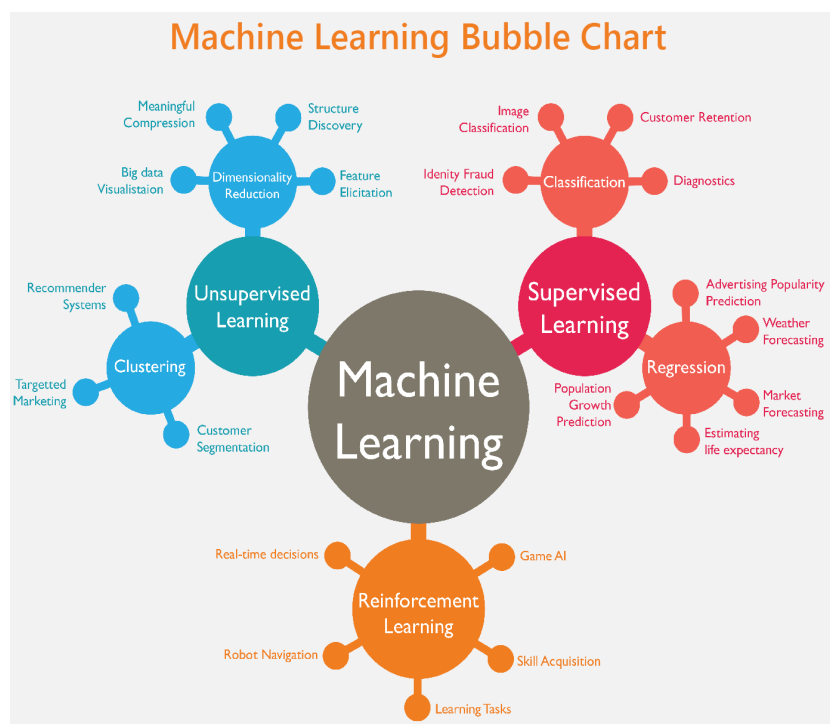 Machine Learning Bubble Chart
Meaningful
Compression
Structure
Discovery
Big data
Visualistaion
Dimensionality
Reduction
Feature
Elicitation
Image
Classification
Customer Retention
Idenity Fraud
Detection
Classification
Diagnostics
Unsupervised
Learning
Recommender
Systems
Clustering
Targetted
Marketing
Customer
Segmentation
Supervised
Learning
Advertising Popularity
Prediction
Weather
Forecasting
Regression
Population
Growth
Prediction
Market
Forecasting
Estimating
life expectancy
Machine
Learning
Real-time decisions
Game AI
Reinforcement
Learning
Robot Navigation
Skill Acquisition
Learning Tasks